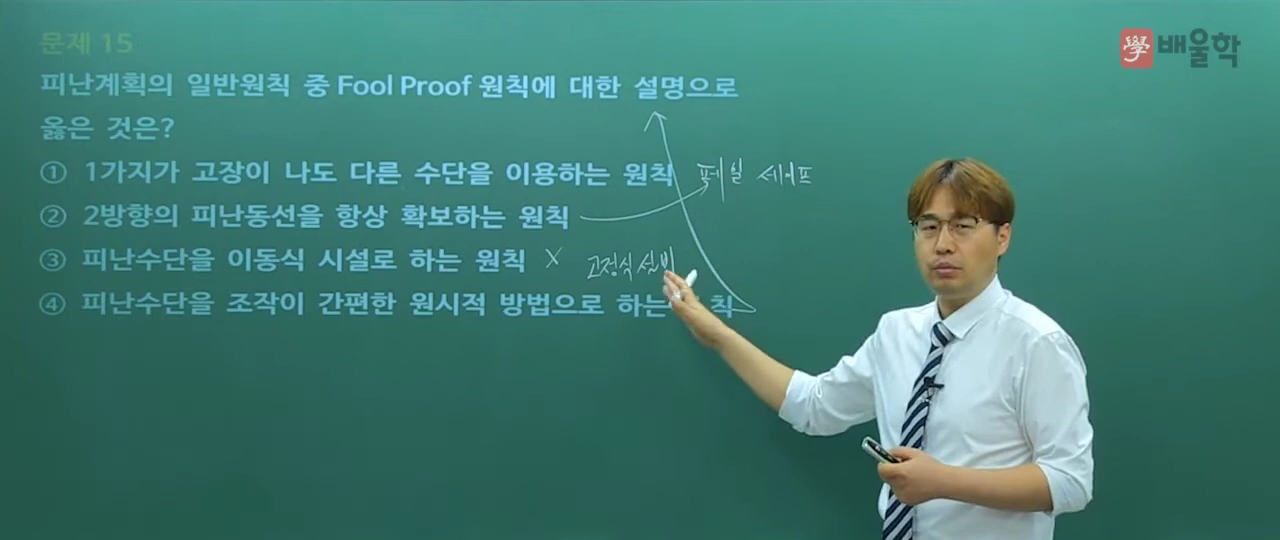 문제 15
學 배울학
피난계획의 일반원칙 중 Fool Proof 원칙에 대한 설명으로
옳은 것은?
① 1가지가 고장이 나도 다른 수단을 이용하는 원칙 페일 세이프
② 2방향의 피난동선을 항상 확보하는 원칙
③ 피난수단을 이동식 시설로 하는 원칙 X 고정식 설비
④ 피난수단을 조작이 간편한 원시적 방법으로 하는 원칙